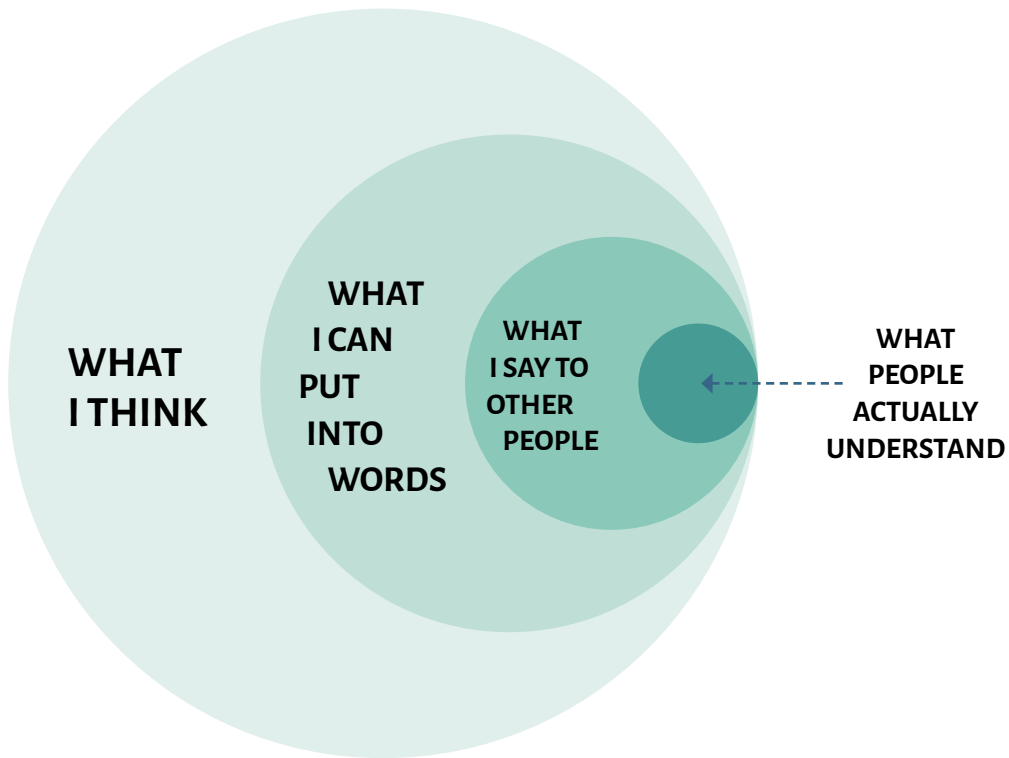 WHAT
I THINK
WHAT
I CAN
PUT
INTO
WORDS
WHAT
I SAY TO
OTHER
PEOPLE
WHAT
PEOPLE
ACTUALLY
UNDERSTAND